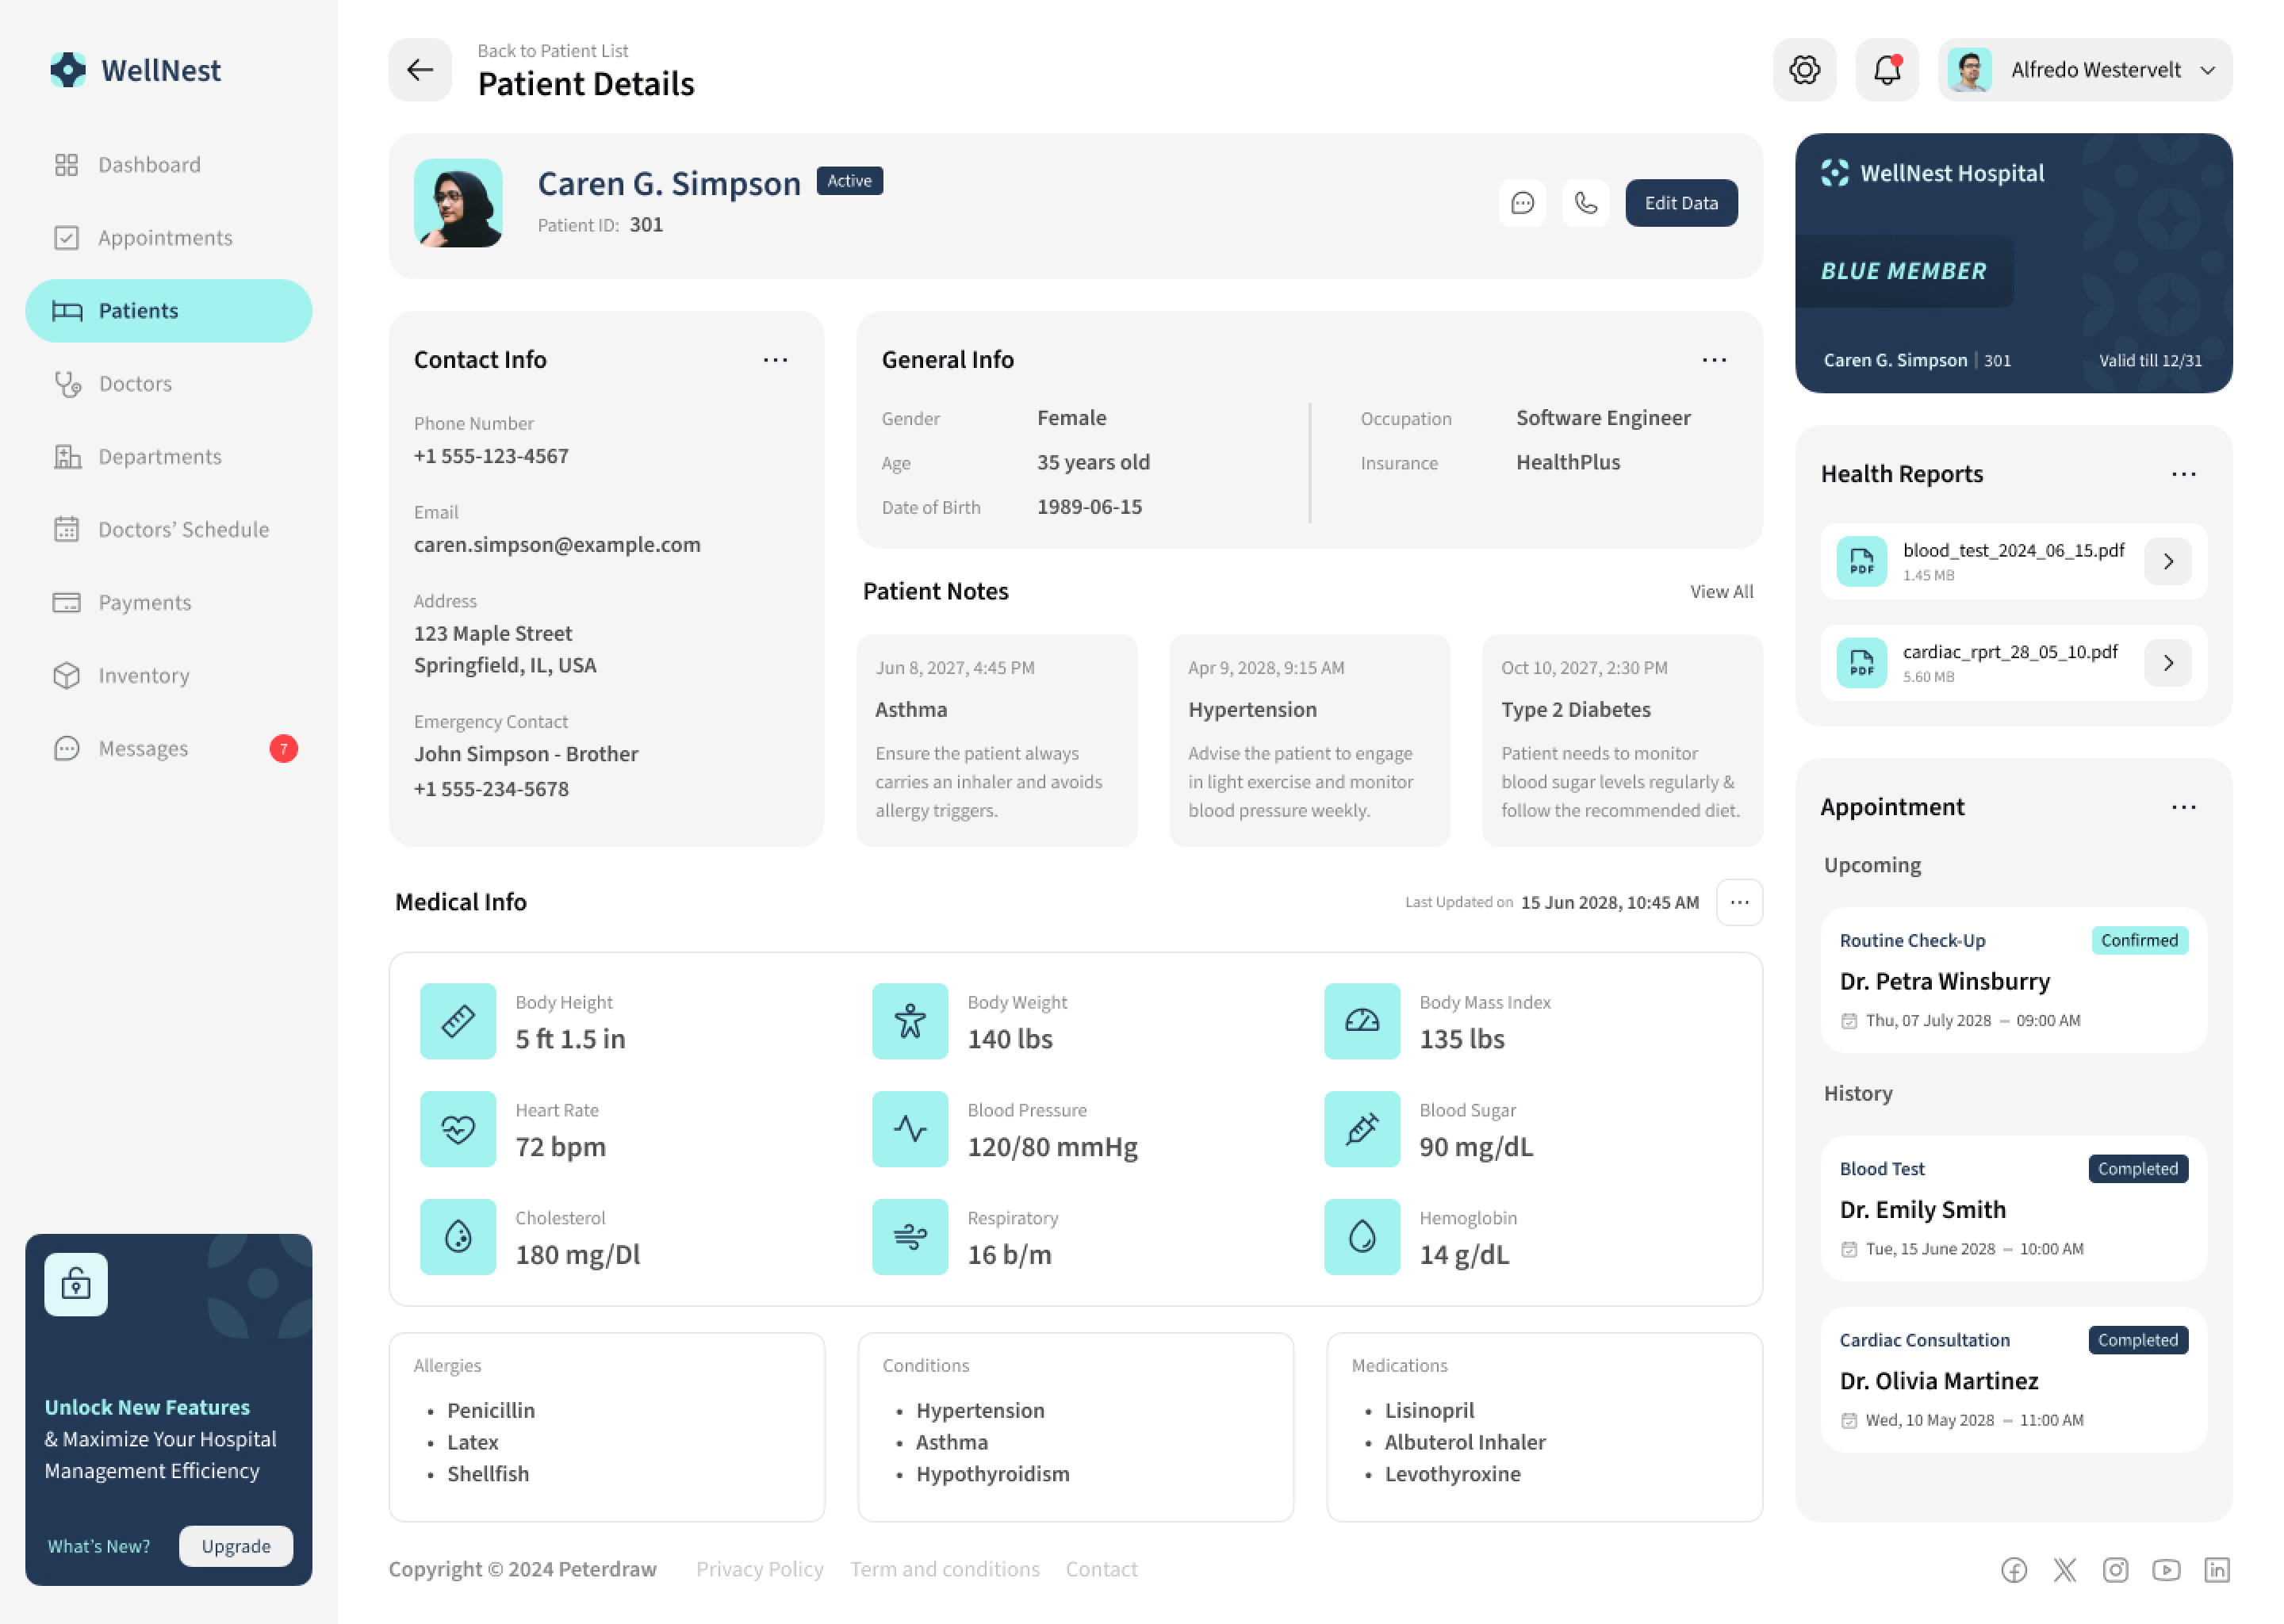 WellNest
Dashboard
Appointments
Patients
Doctors
Departments
Doctors’ Schedule
Payments
Inventory
Messages
7
Unlock New Features
& Maximize Your Hospital
Management Efficiency
What’s New?
Upgrade
Back to Patient List
Patient Details
Alfredo Westervelt
Caren G. Simpson
Active
Patient ID: 301
Edit Data
Contact Info
Phone Number
+1 555-123-4567
Email
caren.simpson@example.com
Address
123 Maple Street
Springfield, IL, USA
Emergency Contact
John Simpson - Brother
+1 555-234-5678
General Info
Gender Female
Age 35 years old
Date of Birth 1989-06-15
Occupation Software Engineer
Insurance HealthPlus
Patient Notes
View All
Jun 8, 2027, 4:45 PM
Asthma
Ensure the patient always
carries an inhaler and avoids
allergy triggers.
Apr 9, 2028, 9:15 AM
Hypertension
Advise the patient to engage
in light exercise and monitor
blood pressure weekly.
Oct 10, 2027, 2:30 PM
Type 2 Diabetes
Patient needs to monitor
blood sugar levels regularly &
follow the recommended diet.
Medical Info
Last Updated on 15 Jun 2028, 10:45 AM
Body Height
5 ft 1.5 in
Body Weight
140 lbs
Body Mass Index
135 lbs
Heart Rate
72 bpm
Blood Pressure
120/80 mmHg
Blood Sugar
90 mg/dL
Cholesterol
180 mg/Dl
Respiratory
16 b/m
Hemoglobin
14 g/dL
Allergies
• Penicillin
• Latex
• Shellfish
Conditions
• Hypertension
• Asthma
• Hypothyroidism
Medications
• Lisinopril
• Albuterol Inhaler
• Levothyroxine
WellNest Hospital
BLUE MEMBER
Caren G. Simpson | 301
Valid till 12/31
Health Reports
PDF
blood_test_2024_06_15.pdf
1.45 MB
PDF
cardiac_rprt_28_05_10.pdf
5.60 MB
Appointment
Upcoming
Routine Check-Up
Confirmed
Dr. Petra Winsburry
Thu, 07 July 2028 – 09:00 AM
History
Blood Test
Completed
Dr. Emily Smith
Tue, 15 June 2028 – 10:00 AM
Cardiac Consultation
Completed
Dr. Olivia Martinez
Wed, 10 May 2028 – 11:00 AM
Copyright © 2024 Peterdraw
Privacy Policy
Term and conditions
Contact